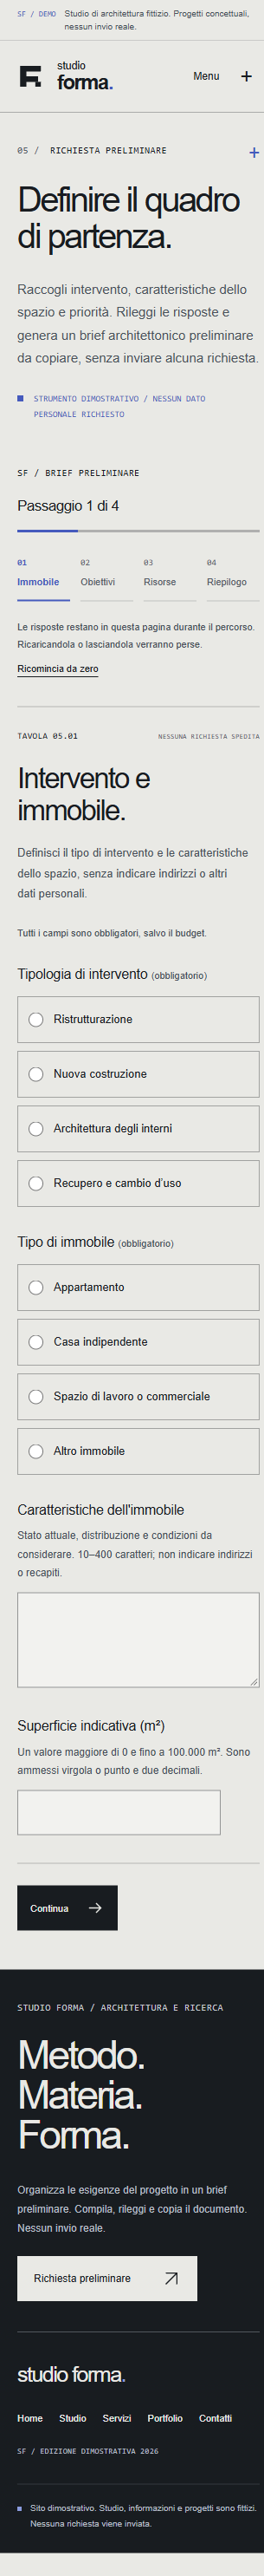 SF / DEMO Studio di architettura fittizio. Progetti concettuali,
nessun invio reale.
studio
forma.
Menu +
05 / RICHIESTA PRELIMINARE +
Definire il quadro
di partenza.
Raccogli intervento, caratteristiche dello
spazio e priorità. Rileggi le risposte e
genera un brief architettonico preliminare
da copiare, senza inviare alcuna richiesta.
STRUMENTO DIMOSTRATIVO / NESSUN DATO
PERSONALE RICHIESTO
SF / BRIEF PRELIMINARE
Passaggio 1 di 4
01 02 03 04
Immobile Obiettivi Risorse Riepilogo
Le risposte restano in questa pagina durante il percorso.
Ricaricandola o lasciandola verranno perse.
Ricomincia da zero
TAVOLA 05.01 NESSUNA RICHIESTA SPEDITA
Intervento e
immobile.
Definisci il tipo di intervento e le caratteristiche
dello spazio, senza indicare indirizzi o altri
dati personali.
Tutti i campi sono obbligatori, salvo il budget.
Tipologia di intervento (obbligatorio)
Ristrutturazione
Nuova costruzione
Architettura degli interni
Recupero e cambio d'uso
Tipo di immobile (obbligatorio)
Appartamento
Casa indipendente
Spazio di lavoro o commerciale
Altro immobile
Caratteristiche dell'immobile
Stato attuale, distribuzione e condizioni da
considerare. 10–400 caratteri; non indicare indirizzi
o recapiti.
Superficie indicativa (m²)
Un valore maggiore di 0 e fino a 100.000 m². Sono
ammessi virgola o punto e due decimali.
Continua
STUDIO FORMA / ARCHITETTURA E RICERCA
Metodo.
Materia.
Forma.
Organizza le esigenze del progetto in un brief
preliminare. Compila, rileggi e copia il documento.
Nessun invio reale.
Richiesta preliminare
studio forma.
Home Studio Servizi Portfolio Contatti
SF / EDIZIONE DIMOSTRATIVA 2026
Sito dimostrativo. Studio, informazioni e progetti sono fittizi.
Nessuna richiesta viene inviata.